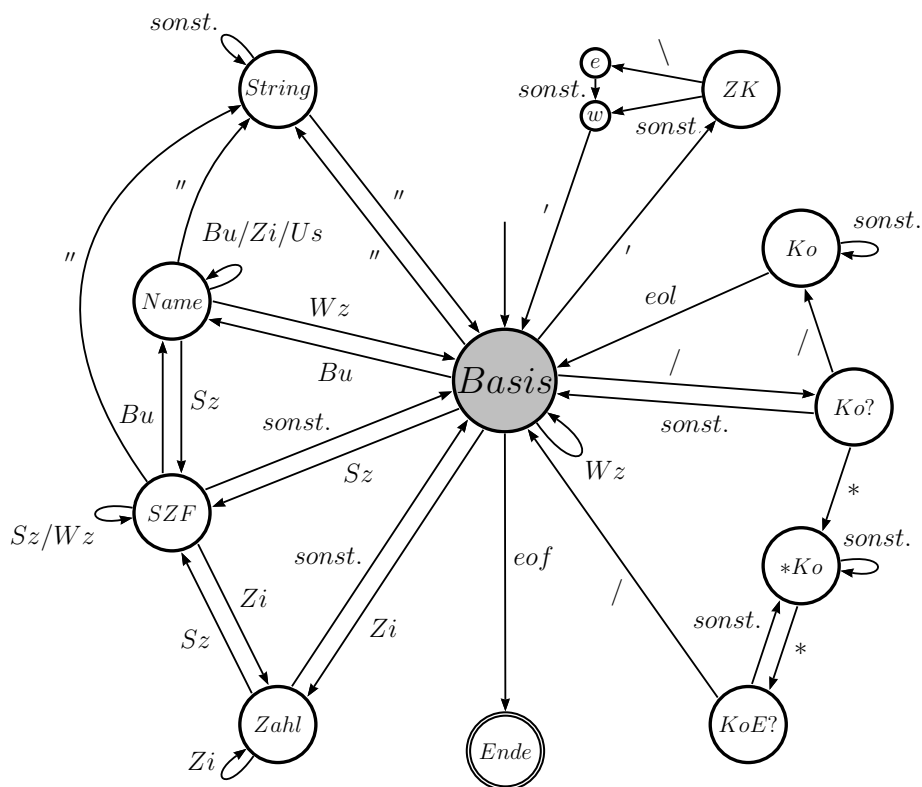 sonst.
String
e
\
ZK
sonst.
w
sonst.
"
"
Bu/Zi/Us
"
"
'
'
Ko
sonst.
Name
Wz
eol
/
Bu
Basis
/
Ko?
sonst.
Bu
Sz
sonst.
Sz
Wz
*
SZF
Sz/Wz
sonst.
*Ko
eof
sonst.
Zi
Sz
Zi
/
sonst.
*
Zahl
Zi
Ende
KoE?